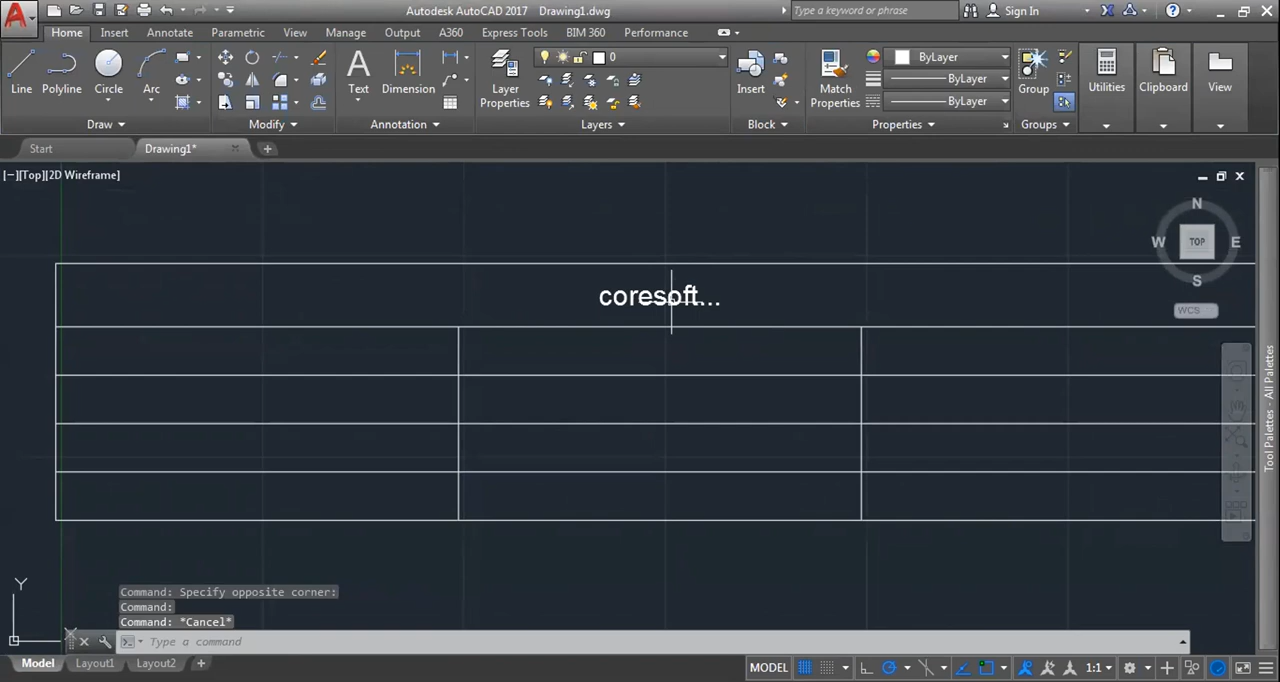 Autodesk AutoCAD 2017 Drawing1.dwg
Type a keyword or phrase
Sign In
Home Insert Annotate Parametric View Manage Output A360 Express Tools BIM 360 Performance
Line Polyline Circle Arc
Draw
Modify
Text Dimension
Annotation
Layer Properties
0
Layers
Insert
Block
Match Properties
ByLayer
ByLayer
ByLayer
Properties
Group
Groups
Utilities
Clipboard
View
Start
Drawing1*
[−][Top][2D Wireframe]
N
W TOP E
S
WCS
coresoft...
Tool Palettes - All Palettes
Y
X
Command: Specify opposite corner:
Command:
Command: *Cancel*
Type a command
Model Layout1 Layout2
MODEL
1:1